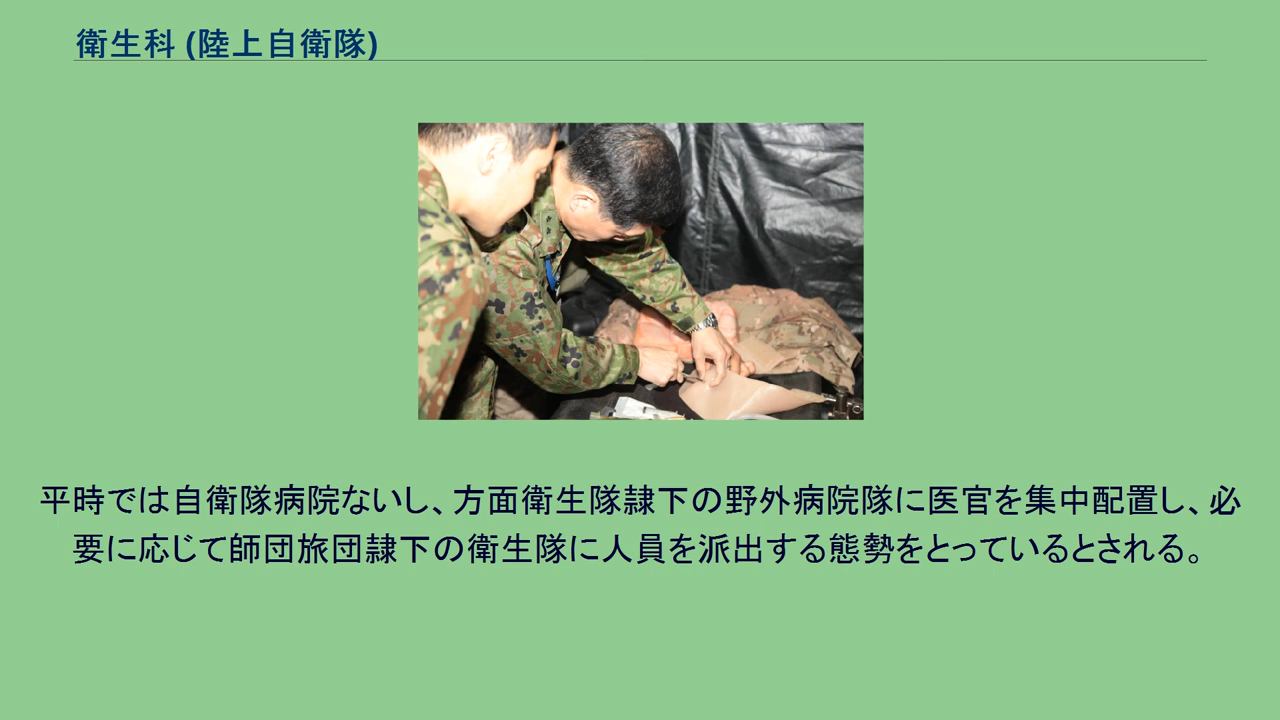 衛生科 (陸上自衛隊)
平時では自衛隊病院ないし、方面衛生隊隷下の野外病院隊に医官を集中配置し、必
要に応じて師団旅団隷下の衛生隊に人員を派出する態勢をとっているとされる。